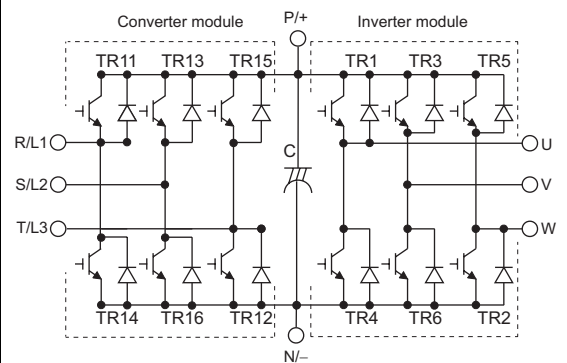 Converter module P/+ Inverter module
TR11 TR13 TR15 TR1 TR3 TR5
R/L1 C U
S/L2 V
T/L3 W
TR14 TR16 TR12 TR4 TR6 TR2
N/−